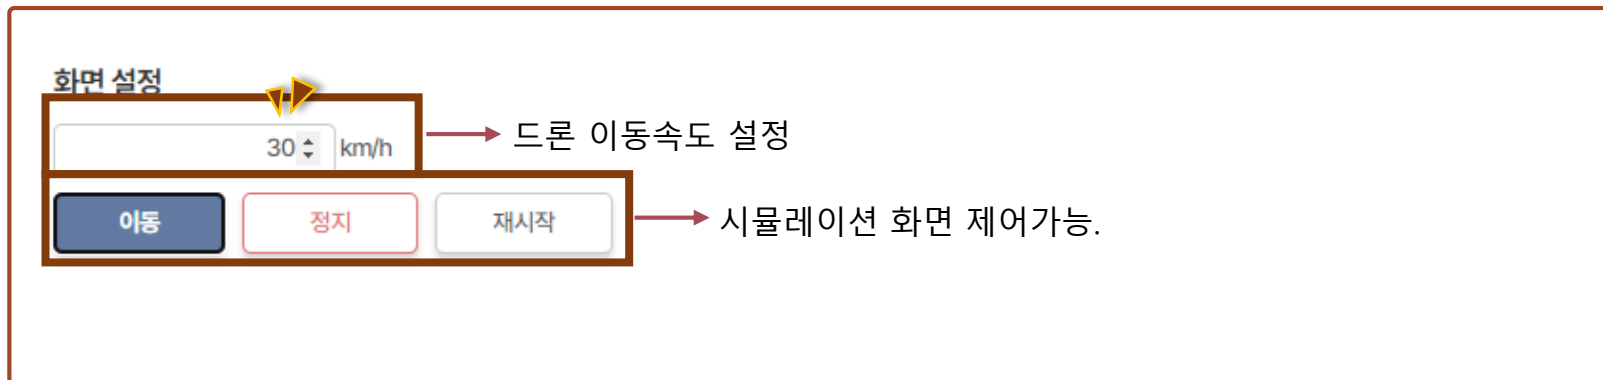 화면 설정
30 km/h
드론 이동속도 설정
이동 정지 재시작
시뮬레이션 화면 제어가능.